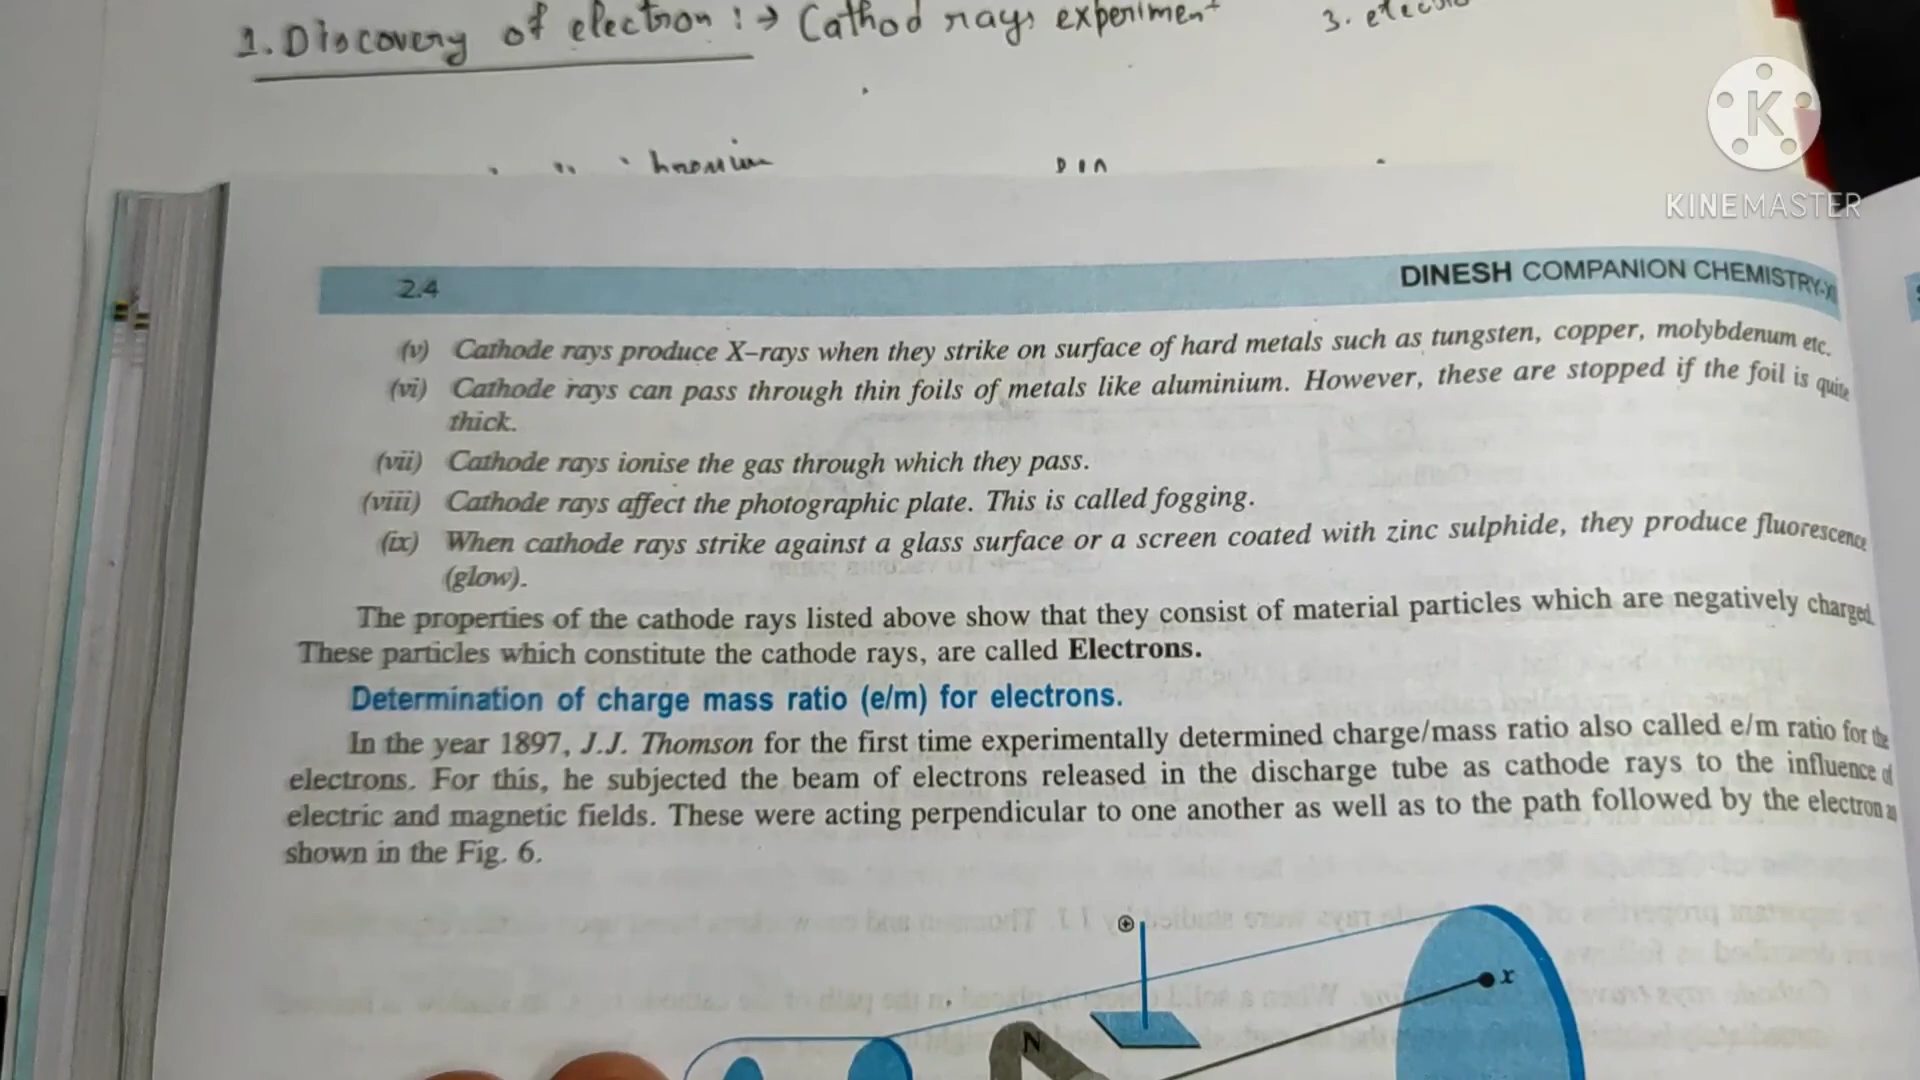 1. Discovery of electron :→ Cathod rays experiment
3.
K
KINEMASTER
2.4
DINESH COMPANION CHEMISTRY-XI
(v) Cathode rays produce X–rays when they strike on surface of hard metals such as tungsten, copper, molybdenum etc.
(vi) Cathode rays can pass through thin foils of metals like aluminium. However, these are stopped if the foil is quite
thick.
(vii) Cathode rays ionise the gas through which they pass.
(viii) Cathode rays affect the photographic plate. This is called fogging.
(ix) When cathode rays strike against a glass surface or a screen coated with zinc sulphide, they produce fluorescence
(glow).
The properties of the cathode rays listed above show that they consist of material particles which are negatively charged.
These particles which constitute the cathode rays, are called Electrons.
Determination of charge mass ratio (e/m) for electrons.
In the year 1897, J.J. Thomson for the first time experimentally determined charge/mass ratio also called e/m ratio for the
electrons. For this, he subjected the beam of electrons released in the discharge tube as cathode rays to the influence of
electric and magnetic fields. These were acting perpendicular to one another as well as to the path followed by the electron as
shown in the Fig. 6.
x
N